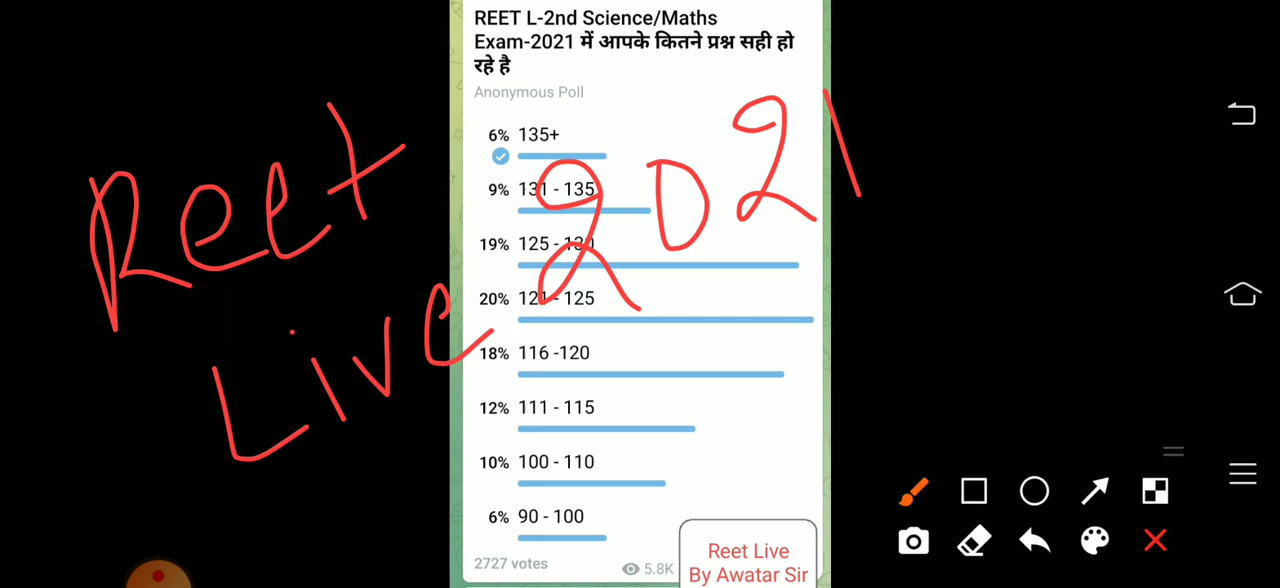 REET L-2nd Science/Maths
Exam-2021 में आपके कितने प्रश्न सही हो
रहे है
Anonymous Poll
6% 135+
9% 131 - 135
19% 125 - 130
20% 121 - 125
18% 116 -120
12% 111 - 115
10% 100 - 110
6% 90 - 100
2727 votes 5.8K
Reet Live
By Awatar Sir
Reet
Live
2021